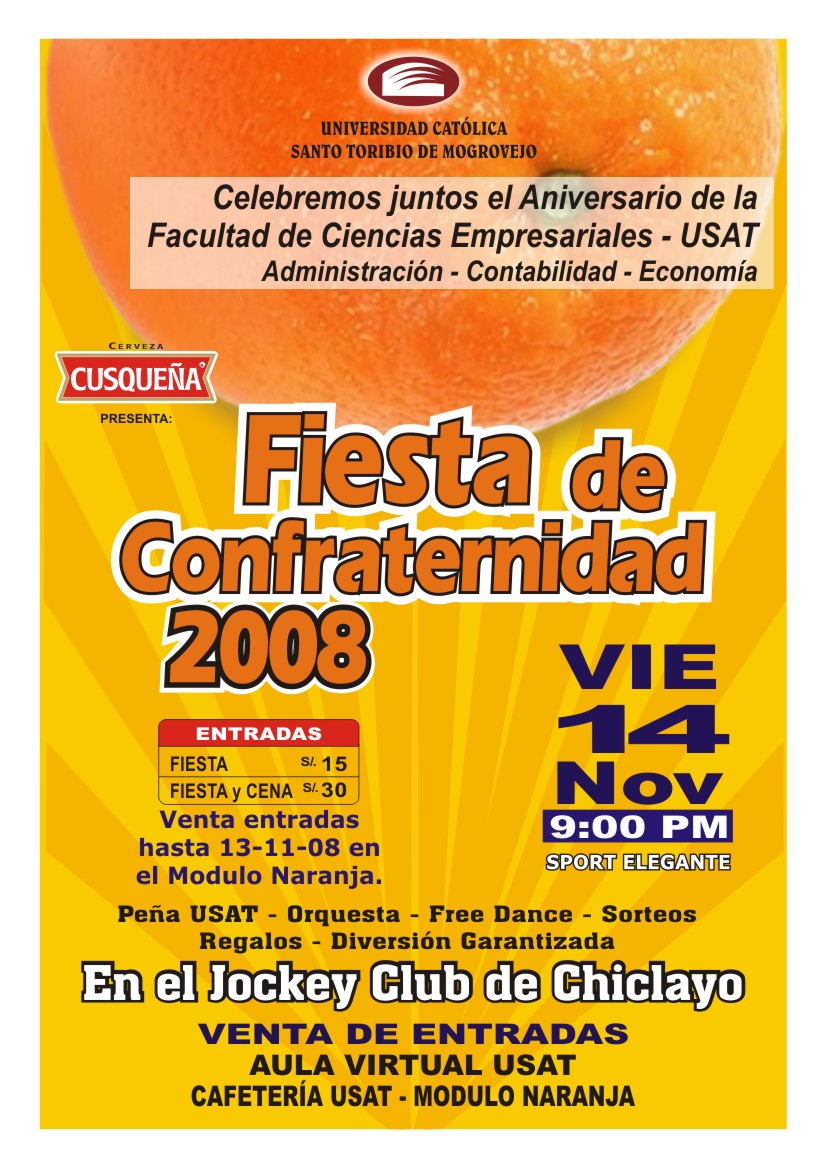 UNIVERSIDAD CATÓLICA
SANTO TORIBIO DE MOGROVEJO
Celebremos juntos el Aniversario de la
Facultad de Ciencias Empresariales - USAT
Administración - Contabilidad - Economía
CERVEZA
CUSQUEÑA
PRESENTA:
Fiesta de
Confraternidad
2008
VIE
14
Nov
9:00 PM
SPORT ELEGANTE
ENTRADAS
FIESTA S/. 15
FIESTA y CENA S/. 30
Venta entradas
hasta 13-11-08 en
el Modulo Naranja.
Peña USAT - Orquesta - Free Dance - Sorteos
Regalos - Diversión Garantizada
En el Jockey Club de Chiclayo
VENTA DE ENTRADAS
AULA VIRTUAL USAT
CAFETERÍA USAT - MODULO NARANJA